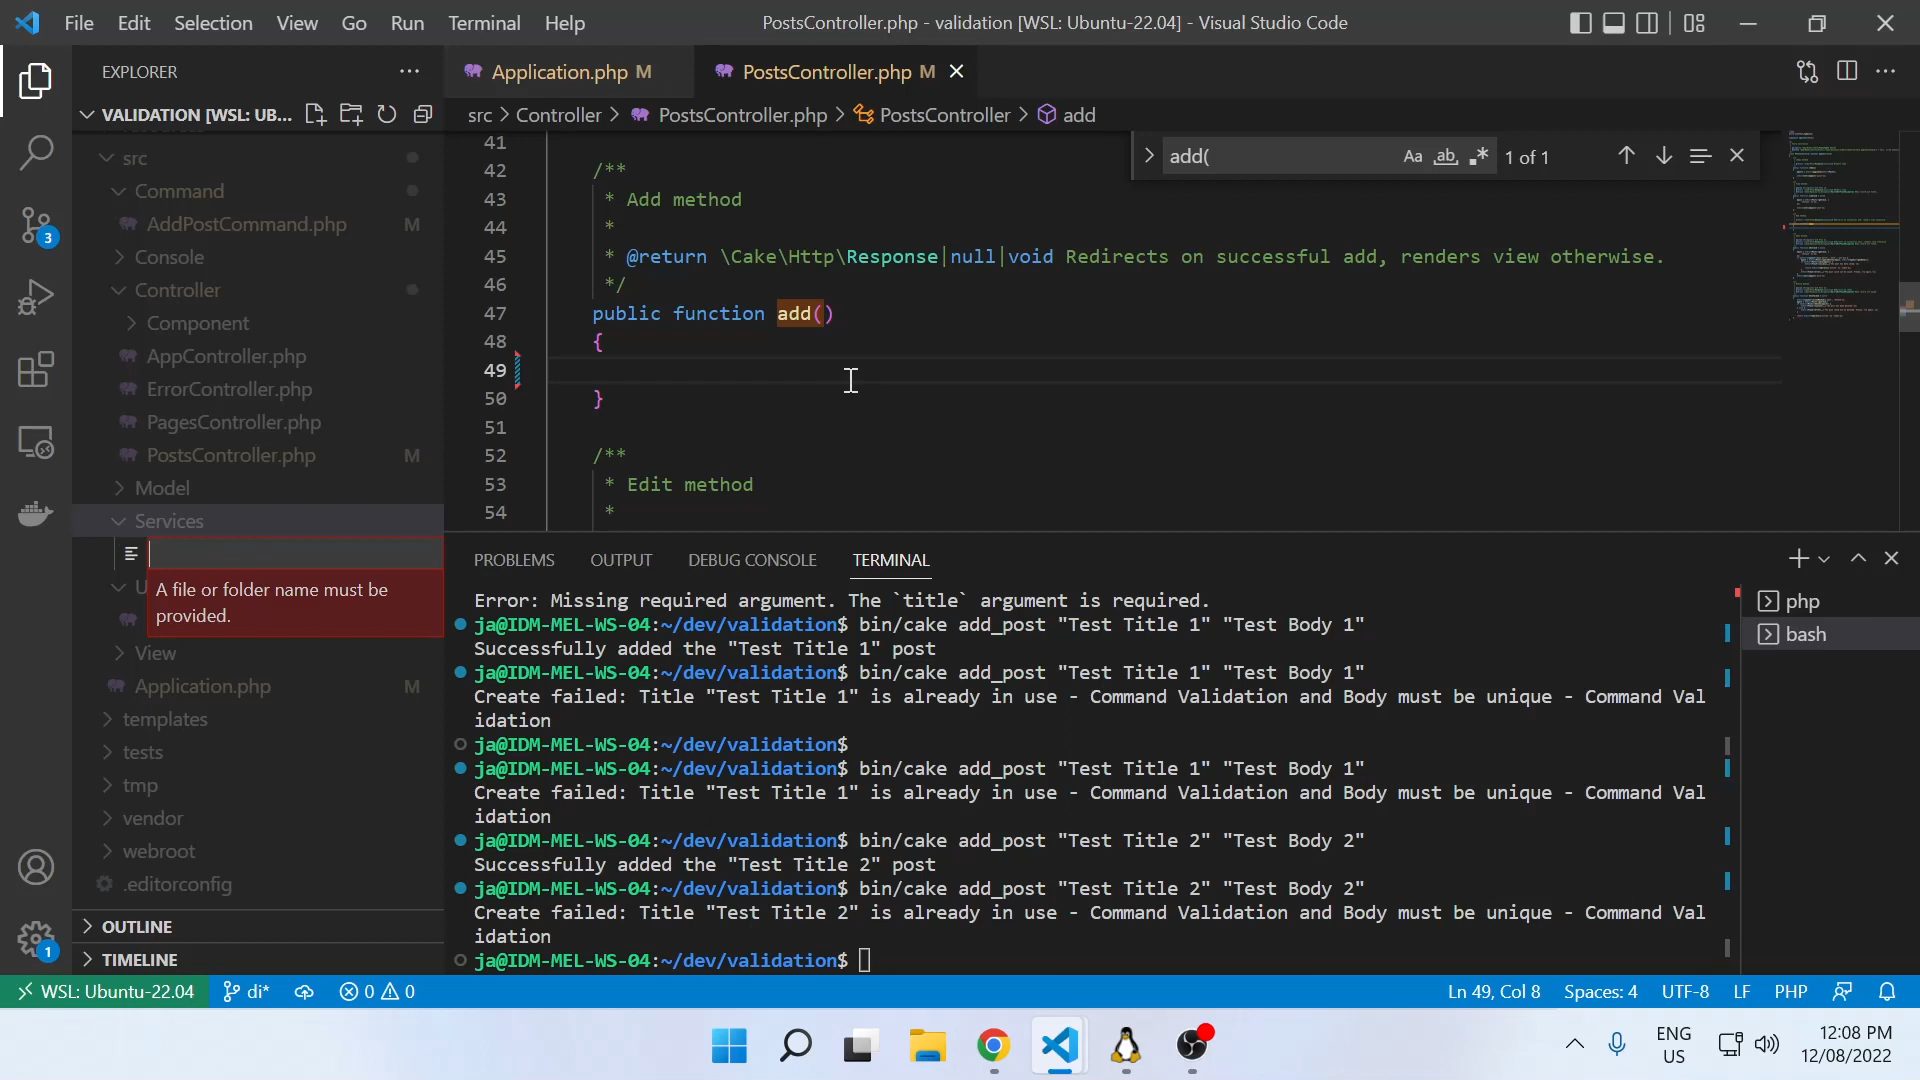 File Edit Selection View Go Run Terminal Help
PostsController.php - validation [WSL: Ubuntu-22.04] - Visual Studio Code
EXPLORER
VALIDATION [WSL: UB...
src
Command
AddPostCommand.php M
Console
Controller
Component
AppController.php
ErrorController.php
PagesController.php
PostsController.php M
Model
Services
A file or folder name must be
provided.
U
View
Application.php M
templates
tests
tmp
vendor
webroot
.editorconfig
OUTLINE
TIMELINE
Application.php M
PostsController.php M
src > Controller > PostsController.php > PostsController > add
add(
Aa ab 1 of 1
41
42 /**
43 * Add method
44 *
45 * @return \Cake\Http\Response|null|void Redirects on successful add, renders view otherwise.
46 */
47 public function add()
48 {
49
50 }
51
52 /**
53 * Edit method
54 *
PROBLEMS OUTPUT DEBUG CONSOLE TERMINAL
Error: Missing required argument. The `title` argument is required.
ja@IDM-MEL-WS-04:~/dev/validation$ bin/cake add_post "Test Title 1" "Test Body 1"
Successfully added the "Test Title 1" post
ja@IDM-MEL-WS-04:~/dev/validation$ bin/cake add_post "Test Title 1" "Test Body 1"
Create failed: Title "Test Title 1" is already in use - Command Validation and Body must be unique - Command Val
idation
ja@IDM-MEL-WS-04:~/dev/validation$
ja@IDM-MEL-WS-04:~/dev/validation$ bin/cake add_post "Test Title 1" "Test Body 1"
Create failed: Title "Test Title 1" is already in use - Command Validation and Body must be unique - Command Val
idation
ja@IDM-MEL-WS-04:~/dev/validation$ bin/cake add_post "Test Title 2" "Test Body 2"
Successfully added the "Test Title 2" post
ja@IDM-MEL-WS-04:~/dev/validation$ bin/cake add_post "Test Title 2" "Test Body 2"
Create failed: Title "Test Title 2" is already in use - Command Validation and Body must be unique - Command Val
idation
ja@IDM-MEL-WS-04:~/dev/validation$
php
bash
3
1
WSL: Ubuntu-22.04 di* 0 0
Ln 49, Col 8 Spaces: 4 UTF-8 LF PHP
ENG
US
12:08 PM
12/08/2022